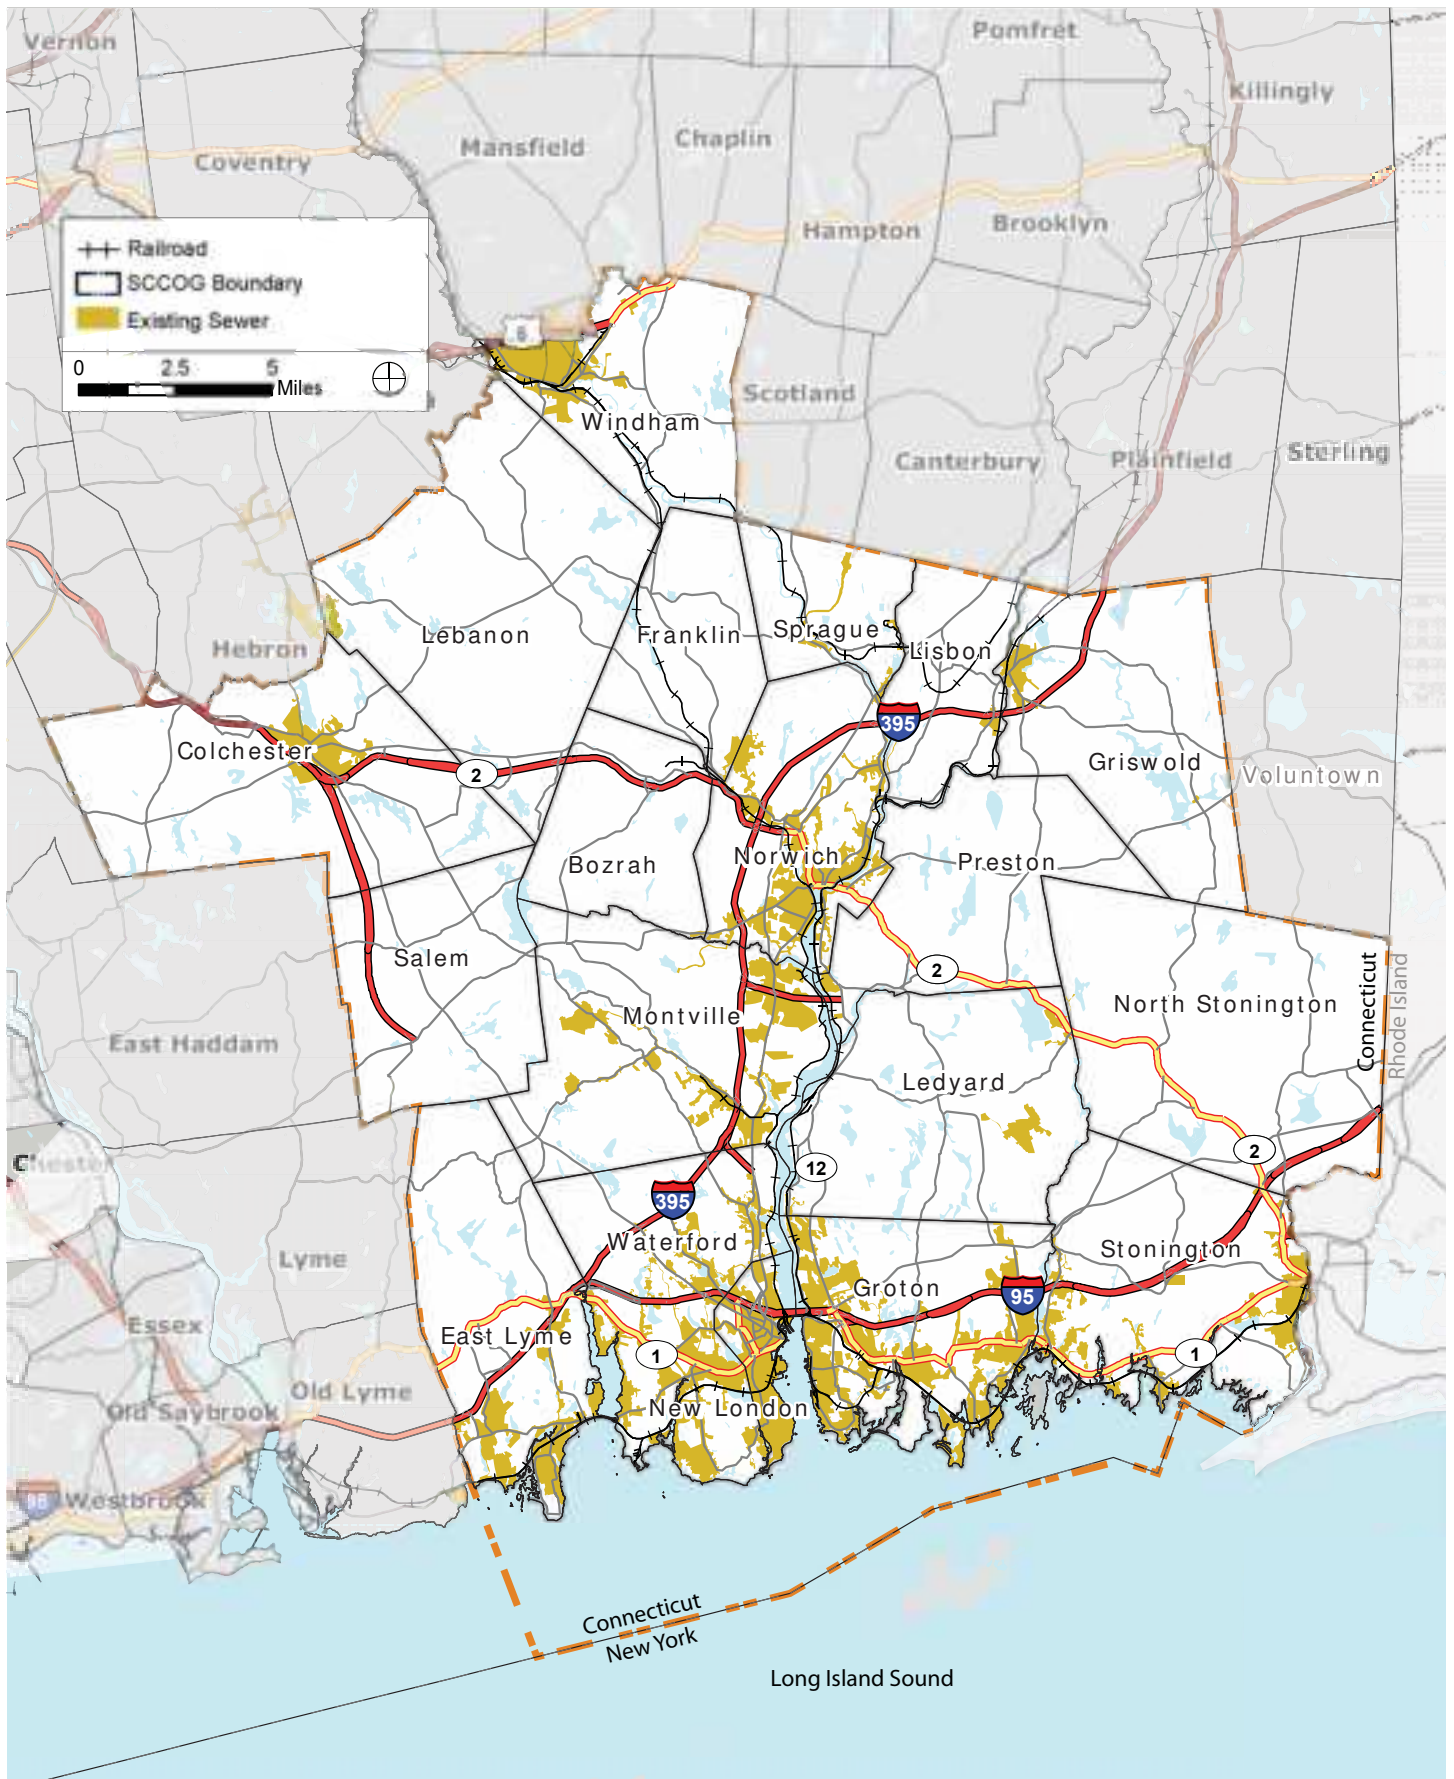 Vernon
Pomfret
Killingly
Coventry
Mansfield
Chaplin
Hampton
Brooklyn
Railroad
SCCOG Boundary
Existing Sewer
0 2.5 5
Miles
6
Scotland
Windham
Canterbury
Plainfield
Sterling
Lebanon
Franklin
Sprague
Lisbon
Hebron
395
Colchester
2
Griswold
Voluntown
Bozrah
Norwich
Preston
Salem
2
North Stonington
Connecticut
Rhode Island
Montville
East Haddam
Ledyard
Chester
12
2
395
Lyme
Waterford
Stonington
Groton
95
Essex
East Lyme
1
1
Old Lyme
Old Saybrook
New London
Westbrook
Connecticut
New York
Long Island Sound